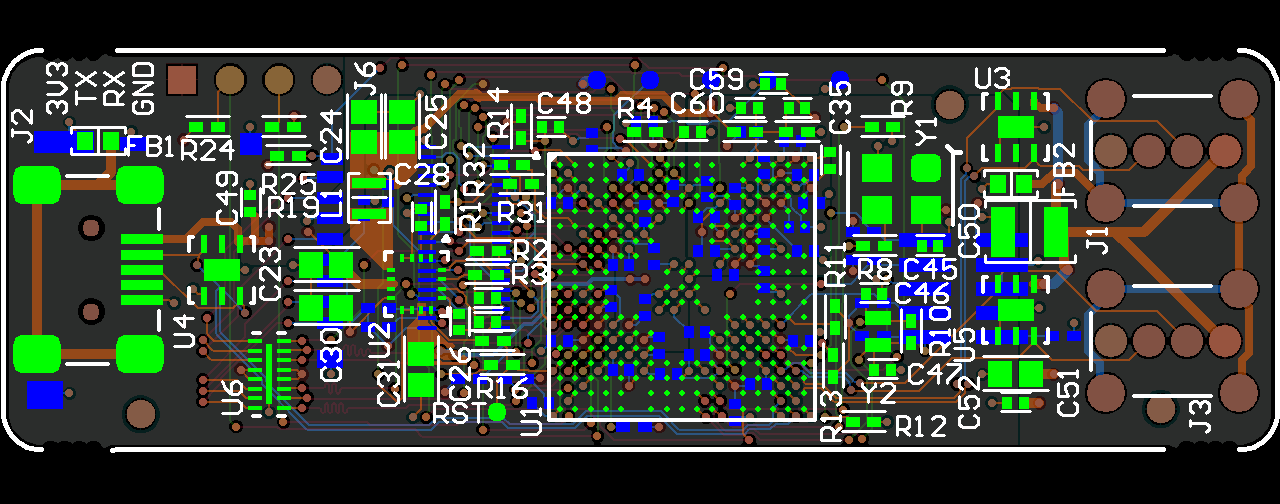 J2
3V3
TX
RX
GND
FB1
R24
C49
R25
R19
L1
C24
J6
C25
C28
R14
R32
R31
C48
R4
C59
C60
C35
R9
Y1
U3
FB2
C50
J1
U4
C23
R2
R3
R11
R8
C45
C46
R10
U5
U6
C30
U2
C31
C26
R16
RST
U1
R13
Y2
C47
R12
C52
C51
J3